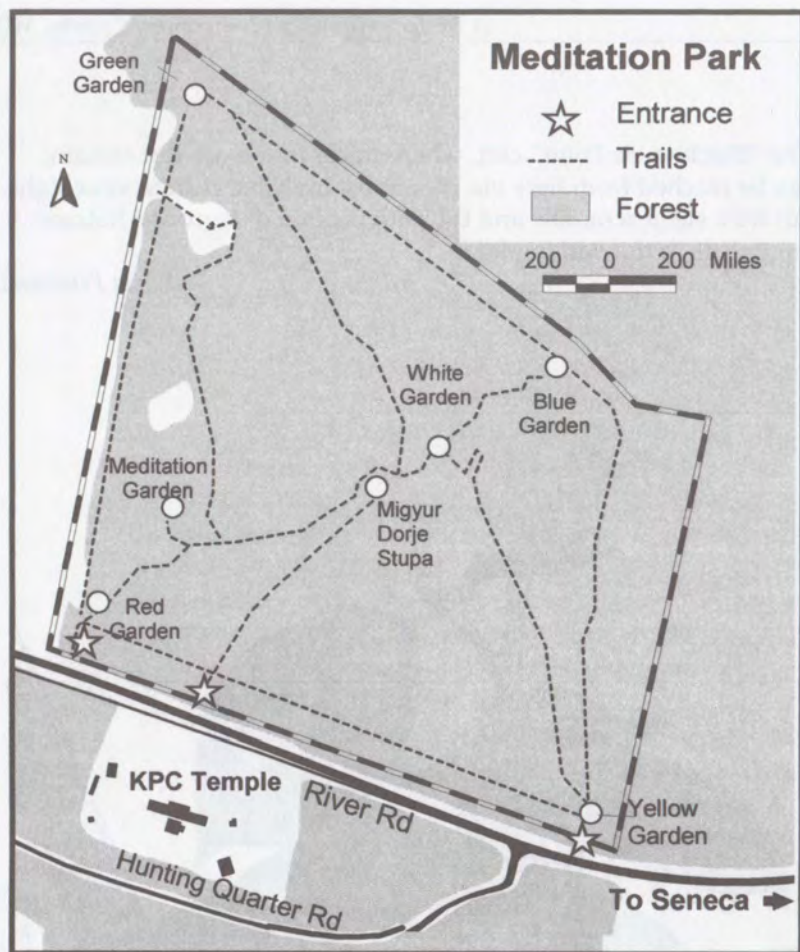 Meditation Park
Entrance
Trails
Forest
200 0 200 Miles
N
Green
Garden
White
Garden
Blue
Garden
Meditation
Garden
Migyur
Dorje
Stupa
Red
Garden
KPC Temple
River Rd
Yellow
Garden
Hunting Quarter Rd
To Seneca